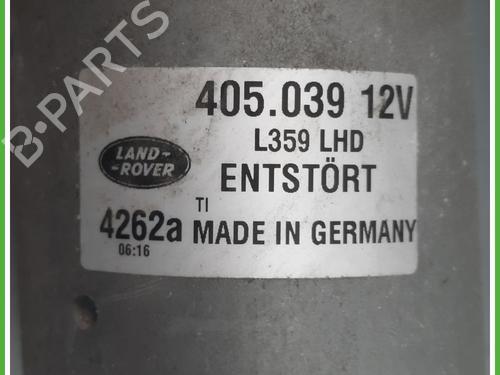 B-PARTS
405.039 12V
L359 LHD
LAND-
-ROVER
ENTSTÖRT
TI
4262a MADE IN GERMANY
06:16